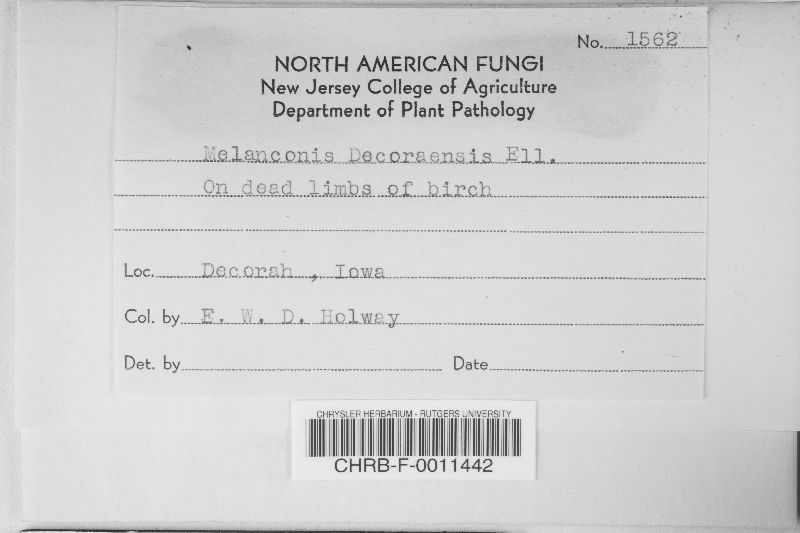 No. 1562
NORTH AMERICAN FUNGI
New Jersey College of Agriculture
Department of Plant Pathology
Melanconis Decoraensis Ell.
On dead limbs of birch
Loc. Decorah , Iowa
Col. by E. W. D. Holway
Det. by Date
CHRYSLER HERBARIUM - RUTGERS UNIVERSITY
CHRB-F-0011442